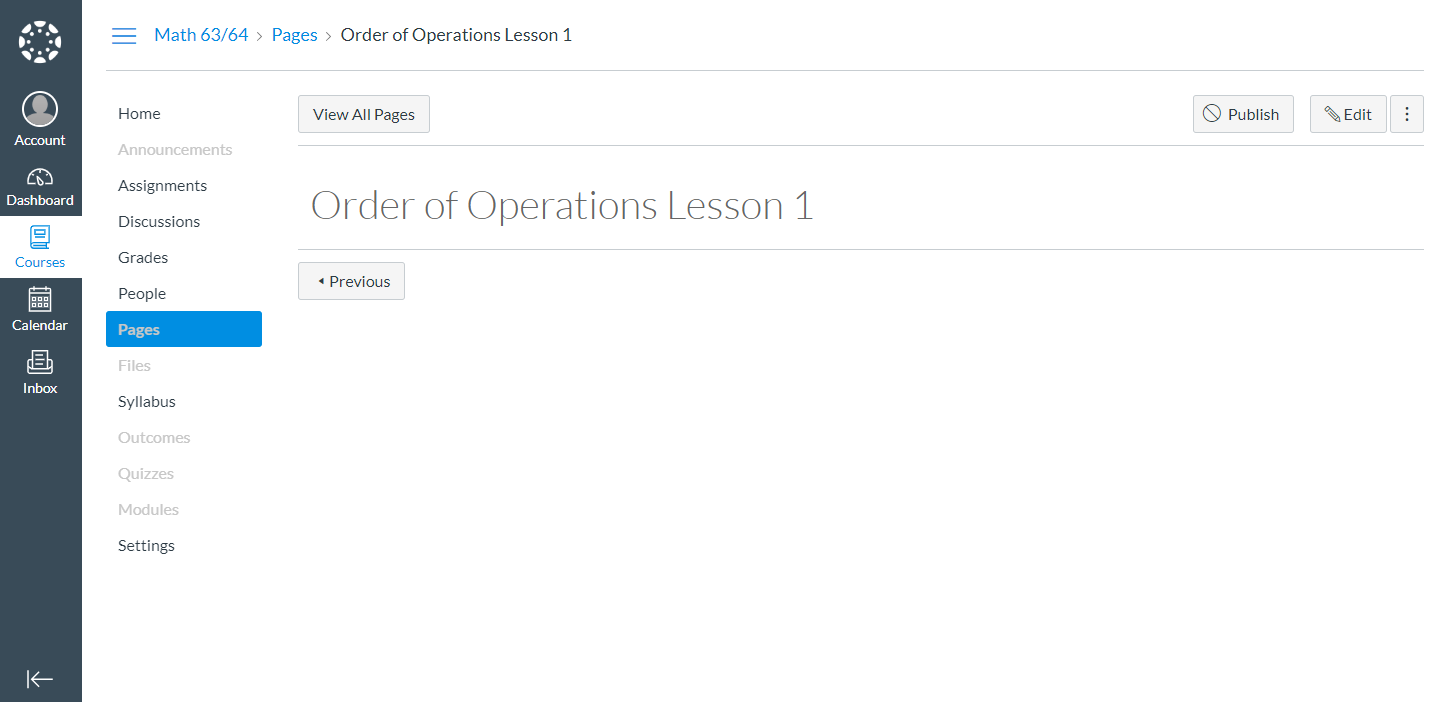 Math 63/64 › Pages › Order of Operations Lesson 1
Account
Dashboard
Courses
Calendar
Inbox
Home
Announcements
Assignments
Discussions
Grades
People
Pages
Files
Syllabus
Outcomes
Quizzes
Modules
Settings
View All Pages
Publish
Edit
Order of Operations Lesson 1
Previous